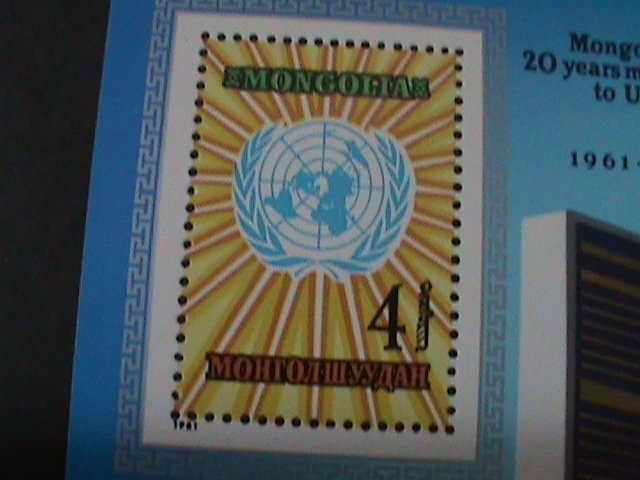 MONGOLIA
4
МОНГОЛ ШУУДАН
1981
Mongo
20 years m
to U
1961